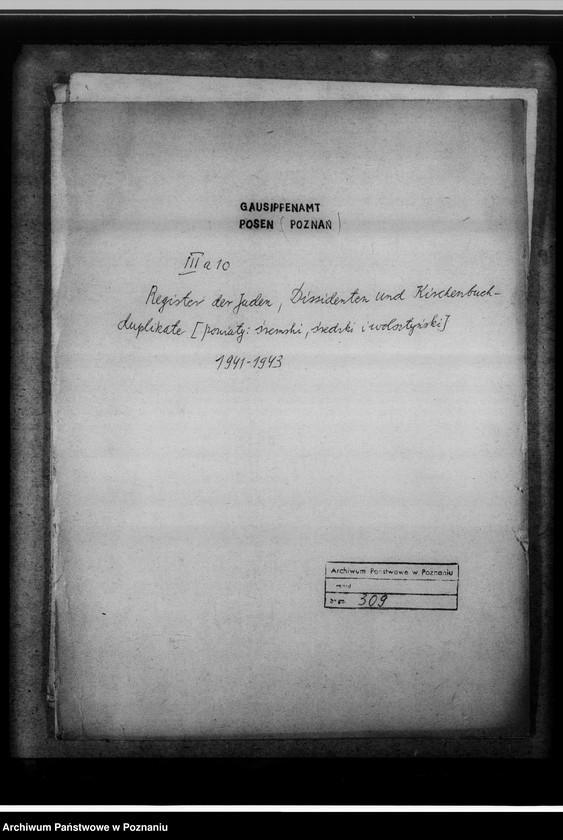 GAUSIPPENAMT
POSEN (POZNAŃ)
III a 10
Register der Juden, Dissidenten und Kirchenbuch-
duplikate [powiaty: śremski, średzki i wolsztyński]
1941-1943
Archiwum Państwowe w Poznaniu
309
Archiwum Państwowe w Poznaniu